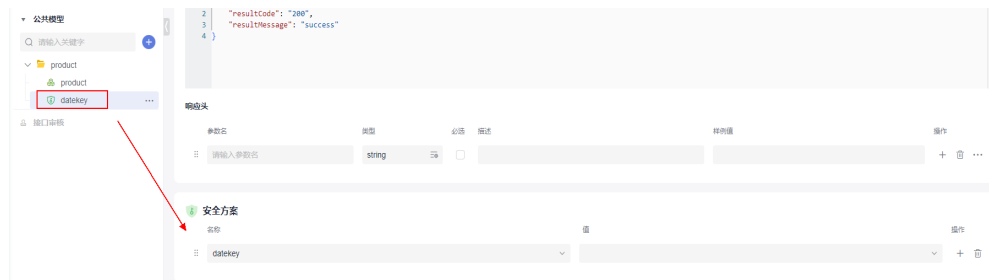 公共模型
请输入关键字
product
product
datekey
接口审核
2 "resultCode": "200",
3 "resultMessage": "success"
4 }
响应头
参数名 类型 必选 描述 样例值 操作
请输入参数名 string
安全方案
名称 值 操作
datekey